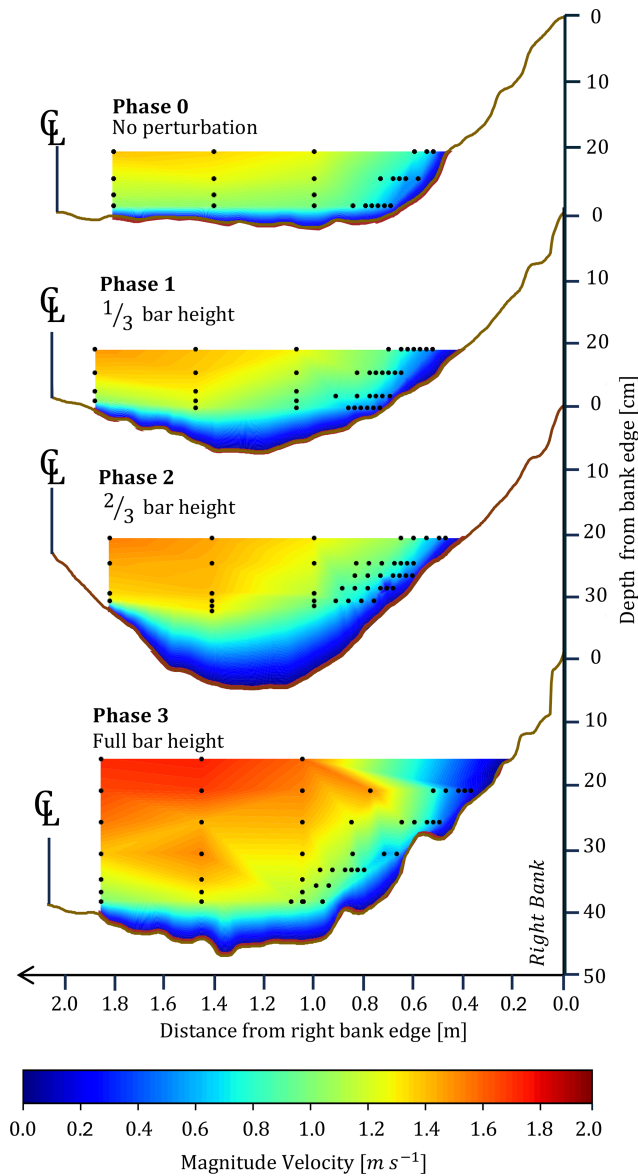 0
10
Phase 0
No perturbation
℄
20
0
Phase 1
1/3 bar height
℄
10
20
0
Phase 2
2/3 bar height
℄
10
20
30
0
Phase 3
Full bar height
℄
10
20
30
40
50
Depth from bank edge [cm]
Right Bank
2.0 1.8 1.6 1.4 1.2 1.0 0.8 0.6 0.4 0.2 0.0
Distance from right bank edge [m]
0.0 0.2 0.4 0.6 0.8 1.0 1.2 1.4 1.6 1.8 2.0
Magnitude Velocity [m s⁻¹]